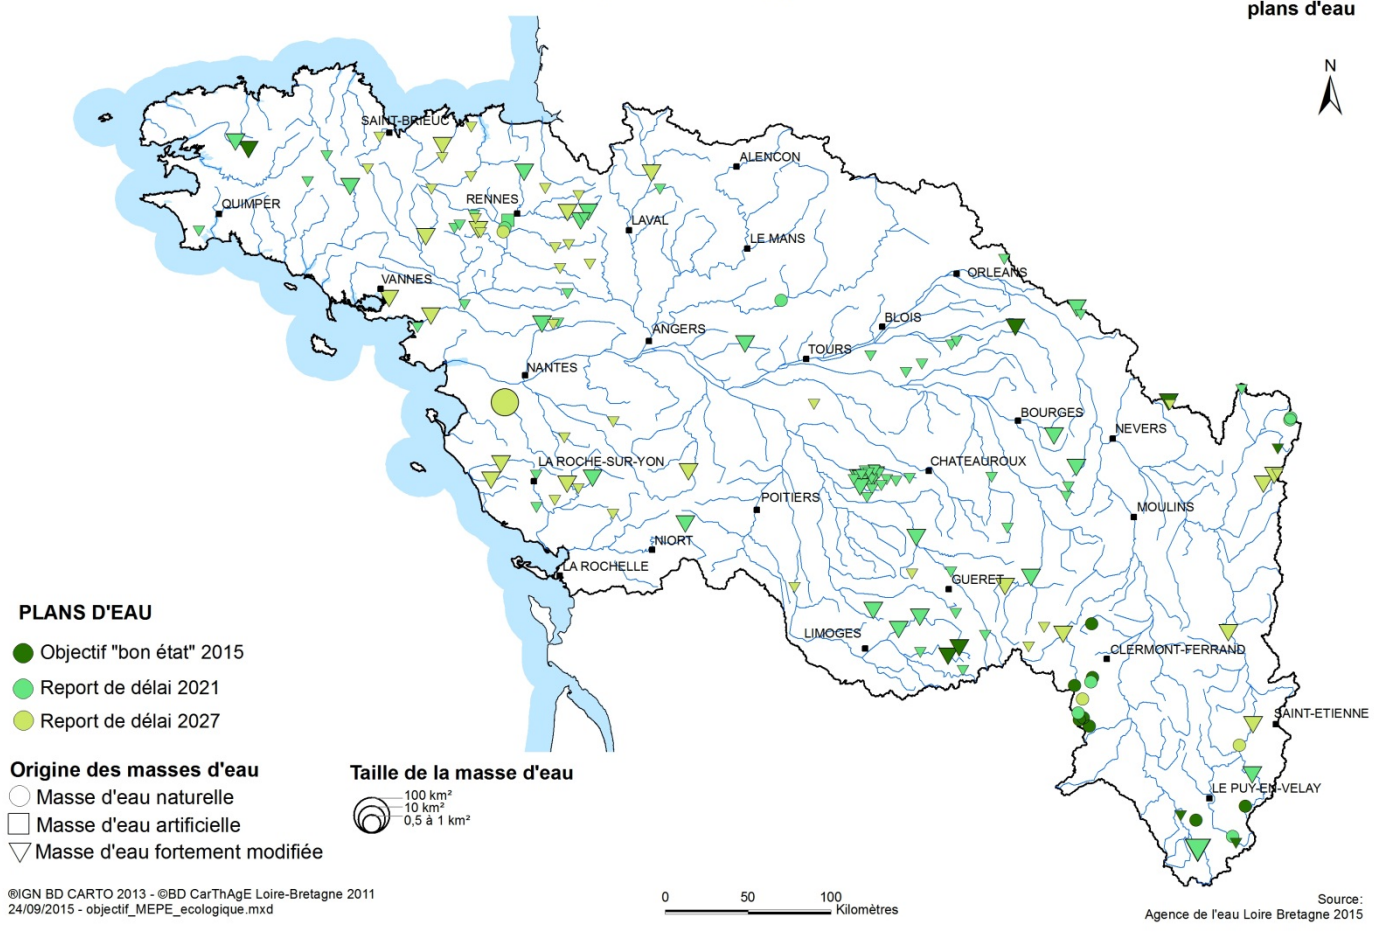 plans d'eau
N
SAINT-BRIEUC
ALENCON
QUIMPER
RENNES
LAVAL
LE MANS
VANNES
ORLEANS
BLOIS
ANGERS
TOURS
NANTES
BOURGES
NEVERS
LA ROCHE-SUR-YON
CHATEAUROUX
POITIERS
MOULINS
NIORT
LA ROCHELLE
GUERET
LIMOGES
CLERMONT-FERRAND
SAINT-ETIENNE
LE PUY-EN-VELAY
PLANS D'EAU
Objectif "bon état" 2015
Report de délai 2021
Report de délai 2027
Origine des masses d'eau
Masse d'eau naturelle
Masse d'eau artificielle
Masse d'eau fortement modifiée
Taille de la masse d'eau
100 km²
10 km²
0,5 à 1 km²
®IGN BD CARTO 2013 - ©BD CarThAgE Loire-Bretagne 2011
24/09/2015 - objectif_MEPE_ecologique.mxd
0 50 100
Kilomètres
Source:
Agence de l'eau Loire Bretagne 2015